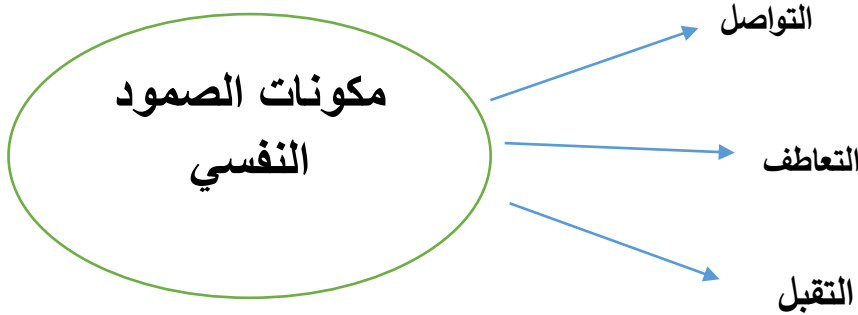 مكونات الصمود
النفسي
التواصل
التعاطف
التقبل